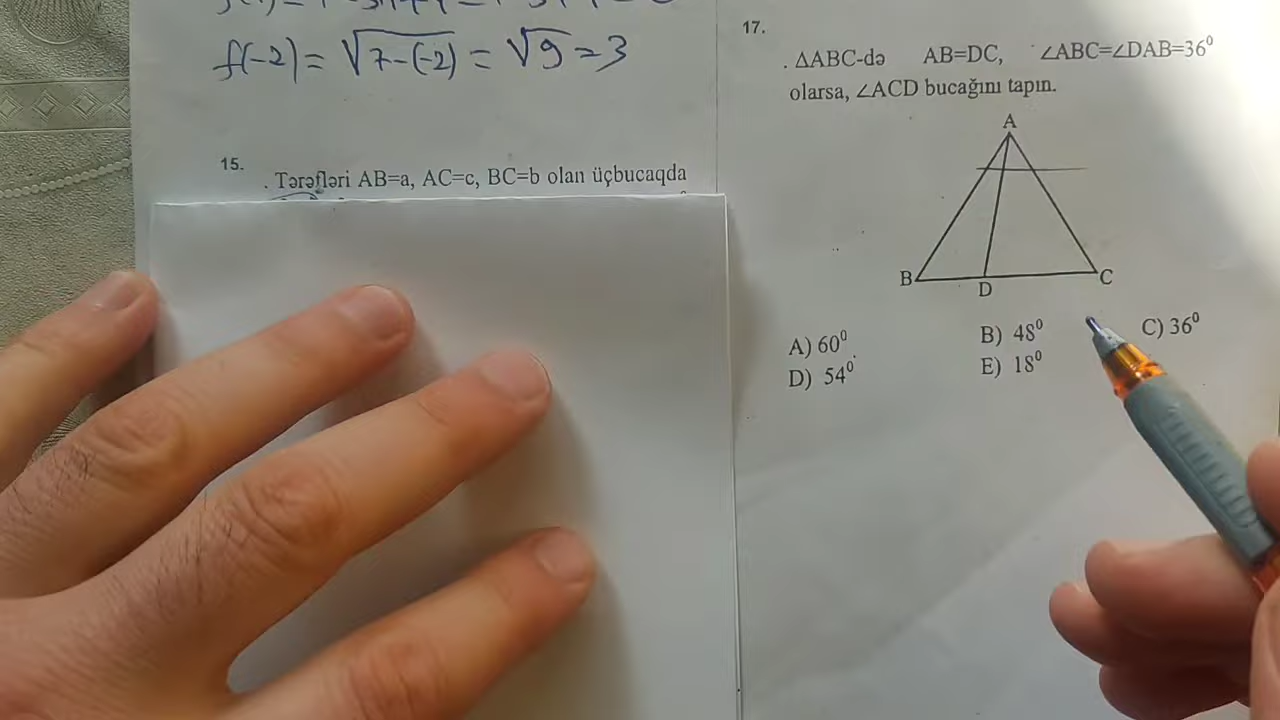 f(-2) = √7-(-2) = √9 = 3
15.
. Tərəfləri AB=a, AC=c, BC=b olan üçbucaqda
17.
. ΔABC-də AB=DC, ∠ABC=∠DAB=36⁰
olarsa, ∠ACD bucağını tapın.
A
B
D
C
A) 60⁰ B) 48⁰ C) 36⁰
D) 54⁰ E) 18⁰